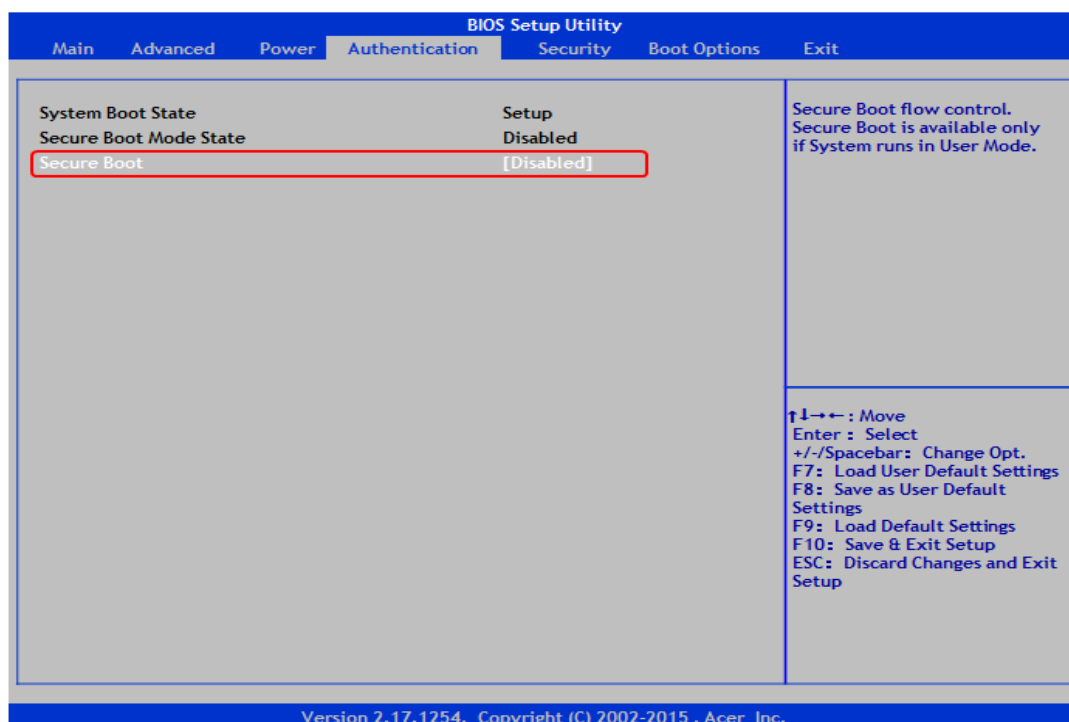 BIOS Setup Utility
Main Advanced Power Authentication Security Boot Options Exit
System Boot State Setup
Secure Boot Mode State Disabled
Secure Boot [Disabled]
Secure Boot flow control.
Secure Boot is available only
if System runs in User Mode.
↑↓→←: Move
Enter : Select
+/-/Spacebar: Change Opt.
F7: Load User Default Settings
F8: Save as User Default
Settings
F9: Load Default Settings
F10: Save & Exit Setup
ESC: Discard Changes and Exit
Setup
Version 2.17.1254. Copyright (C) 2002-2015 , Acer Inc.